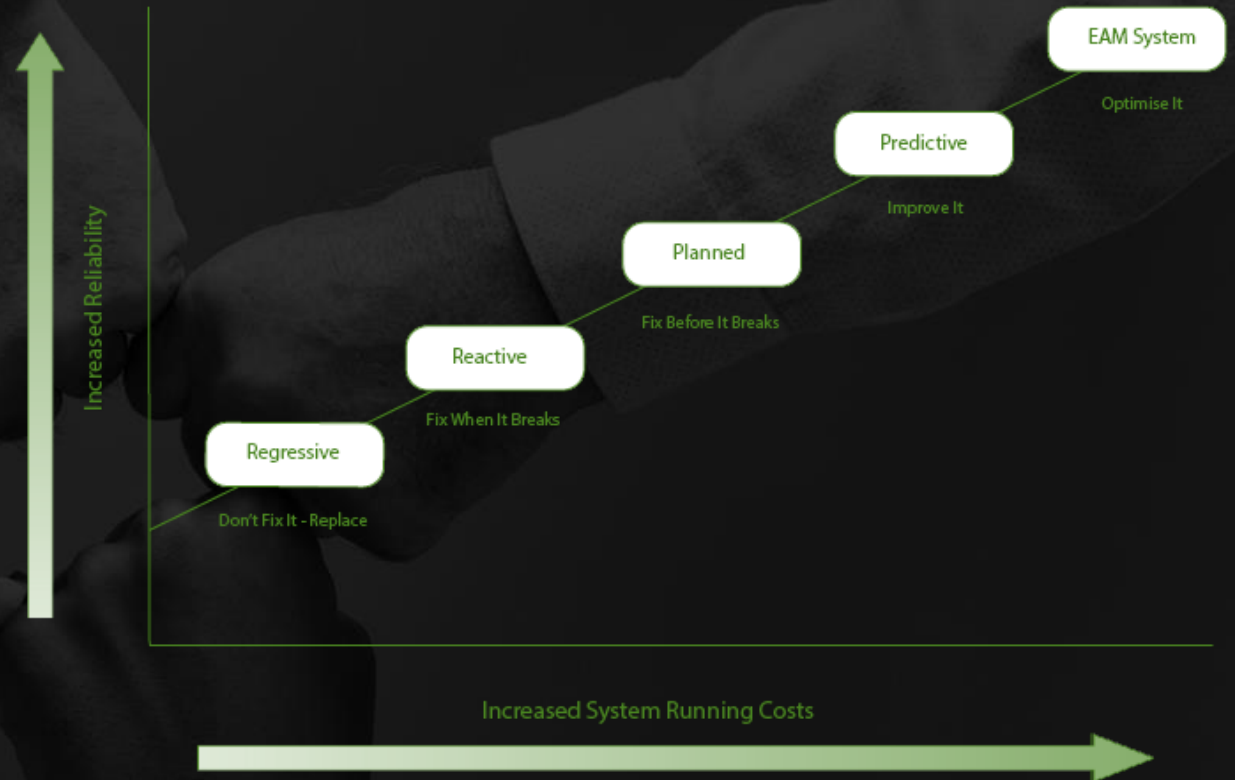 EAM System
Optimise It
Predictive
Improve It
Planned
Fix Before It Breaks
Reactive
Fix When It Breaks
Regressive
Don't Fix It - Replace
Increased Reliability
Increased System Running Costs